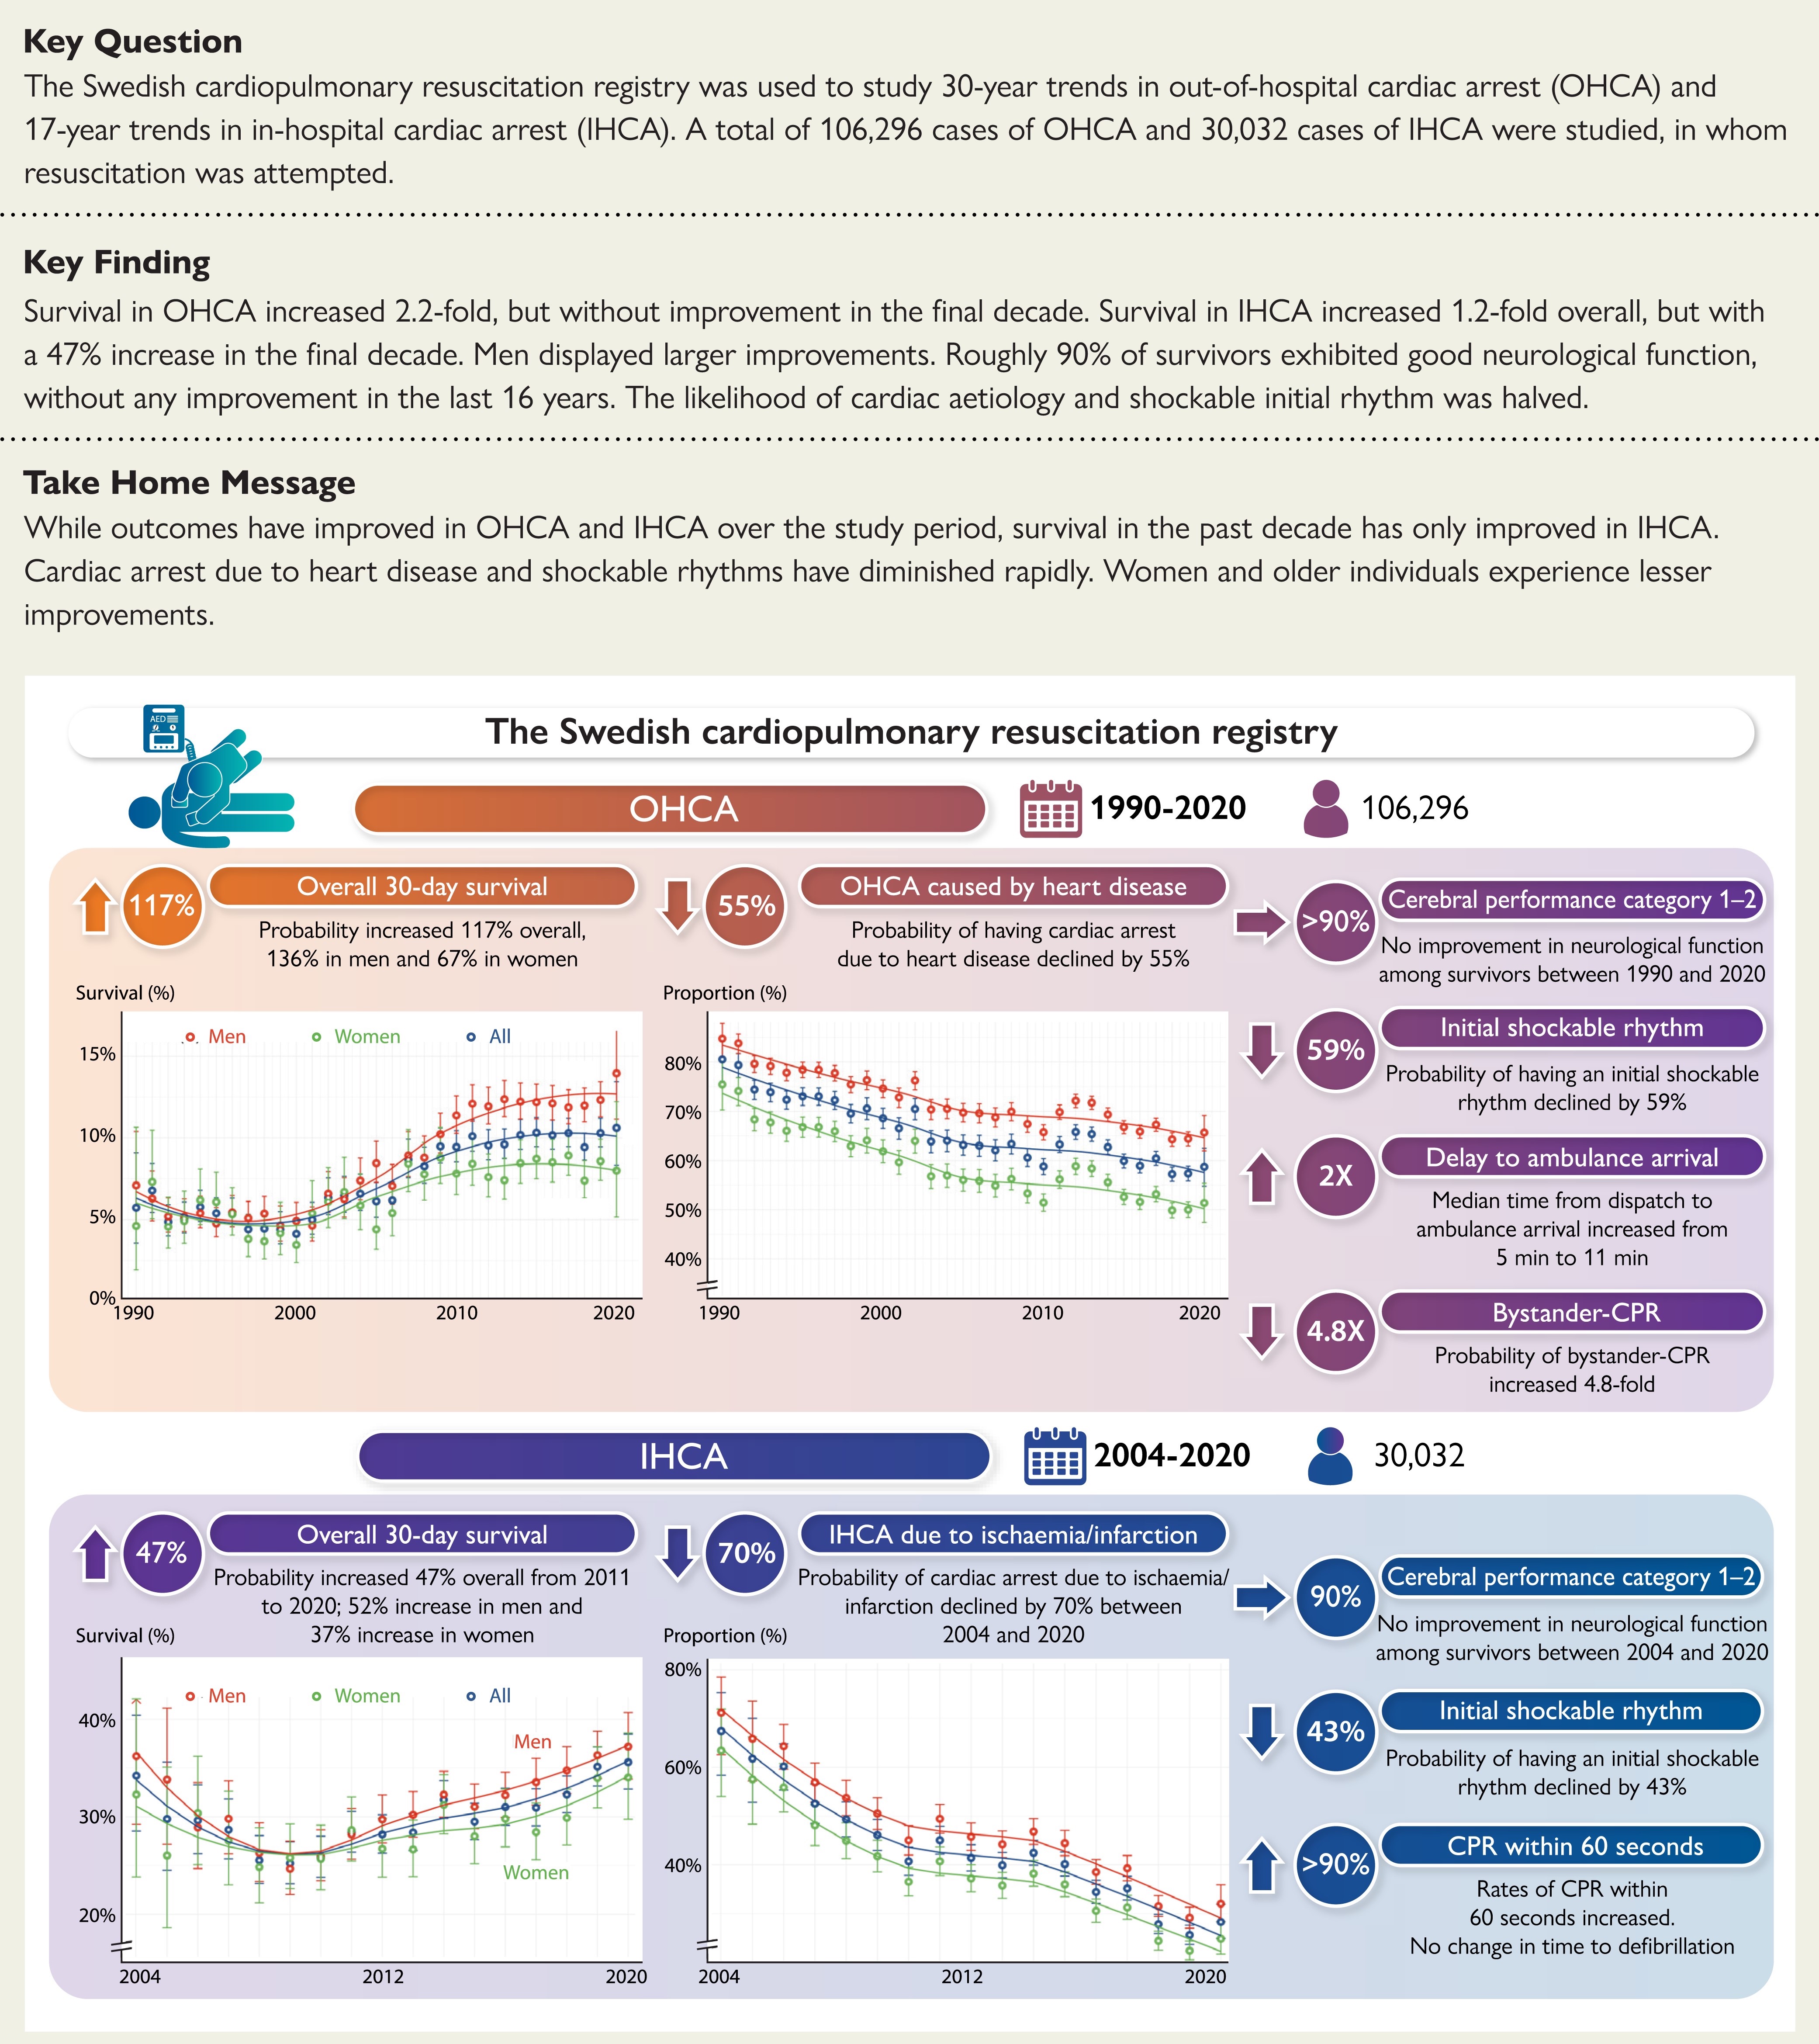 Key Question
The Swedish cardiopulmonary resuscitation registry was used to study 30-year trends in out-of-hospital cardiac arrest (OHCA) and
17-year trends in in-hospital cardiac arrest (IHCA). A total of 106,296 cases of OHCA and 30,032 cases of IHCA were studied, in whom
resuscitation was attempted.
Key Finding
Survival in OHCA increased 2.2-fold, but without improvement in the final decade. Survival in IHCA increased 1.2-fold overall, but with
a 47% increase in the final decade. Men displayed larger improvements. Roughly 90% of survivors exhibited good neurological function,
without any improvement in the last 16 years. The likelihood of cardiac aetiology and shockable initial rhythm was halved.
Take Home Message
While outcomes have improved in OHCA and IHCA over the study period, survival in the past decade has only improved in IHCA.
Cardiac arrest due to heart disease and shockable rhythms have diminished rapidly. Women and older individuals experience lesser
improvements.
AED
The Swedish cardiopulmonary resuscitation registry
OHCA
1990-2020
106,296
117%
Overall 30-day survival
Probability increased 117% overall,
136% in men and 67% in women
Survival (%)
Men
Women
All
15%
10%
5%
0%
1990
2000
2010
2020
55%
OHCA caused by heart disease
Probability of having cardiac arrest
due to heart disease declined by 55%
Proportion (%)
80%
70%
60%
50%
40%
1990
2000
2010
2020
>90%
Cerebral performance category 1–2
No improvement in neurological function
among survivors between 1990 and 2020
59%
Initial shockable rhythm
Probability of having an initial shockable
rhythm declined by 59%
2X
Delay to ambulance arrival
Median time from dispatch to
ambulance arrival increased from
5 min to 11 min
4.8X
Bystander-CPR
Probability of bystander-CPR
increased 4.8-fold
IHCA
2004-2020
30,032
47%
Overall 30-day survival
Probability increased 47% overall from 2011
to 2020; 52% increase in men and
37% increase in women
Survival (%)
Men
Women
All
40%
30%
20%
Men
Women
2004
2012
2020
70%
IHCA due to ischaemia/infarction
Probability of cardiac arrest due to ischaemia/
infarction declined by 70% between
2004 and 2020
Proportion (%)
80%
60%
40%
2004
2012
2020
90%
Cerebral performance category 1–2
No improvement in neurological function
among survivors between 2004 and 2020
43%
Initial shockable rhythm
Probability of having an initial shockable
rhythm declined by 43%
>90%
CPR within 60 seconds
Rates of CPR within
60 seconds increased.
No change in time to defibrillation